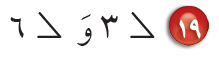 ١٩ ∠ ٣ وَ ∠ ٦